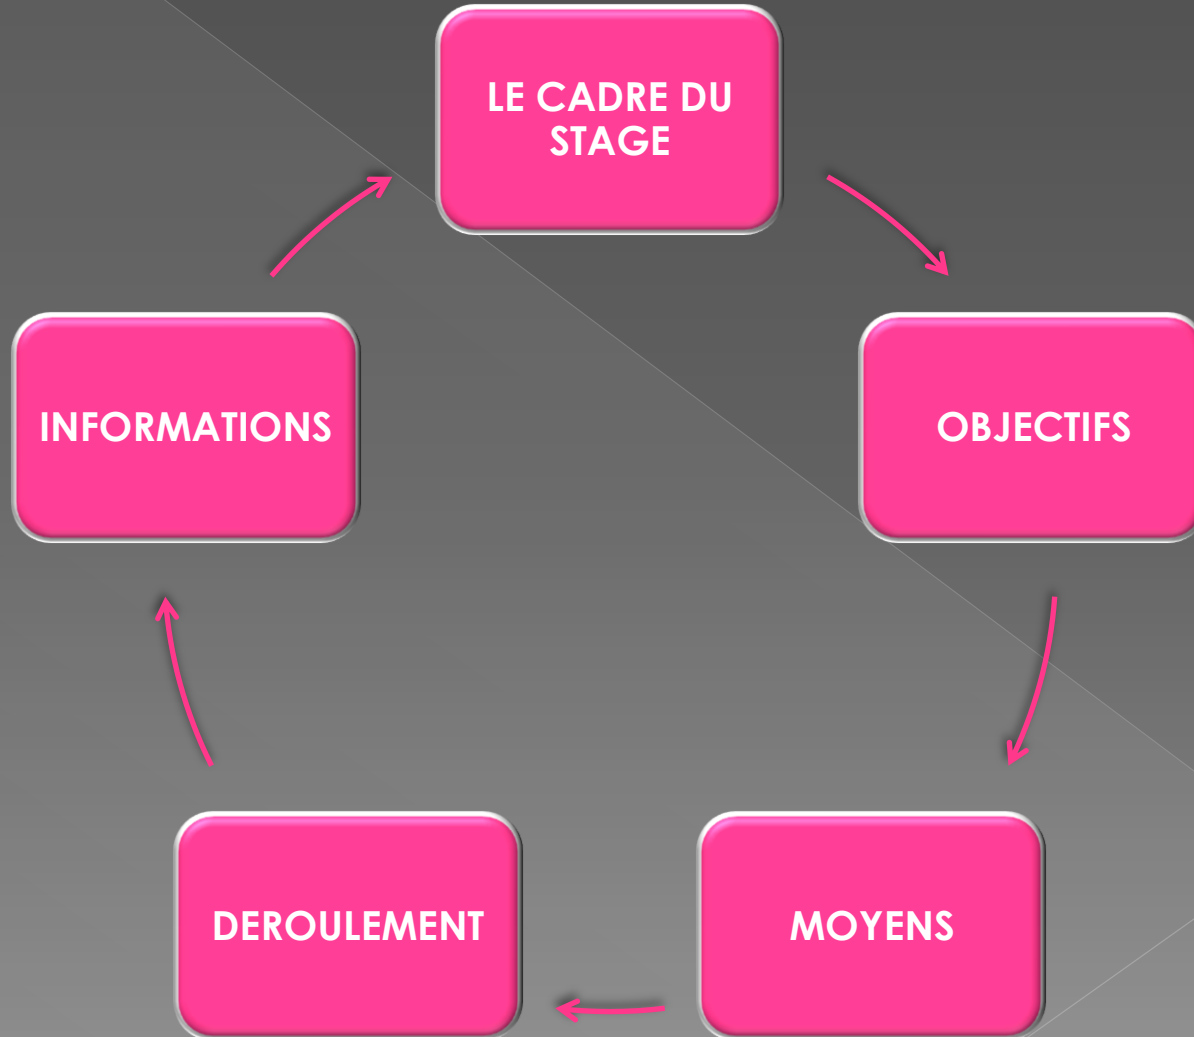 LE CADRE DU
STAGE
OBJECTIFS
MOYENS
DEROULEMENT
INFORMATIONS